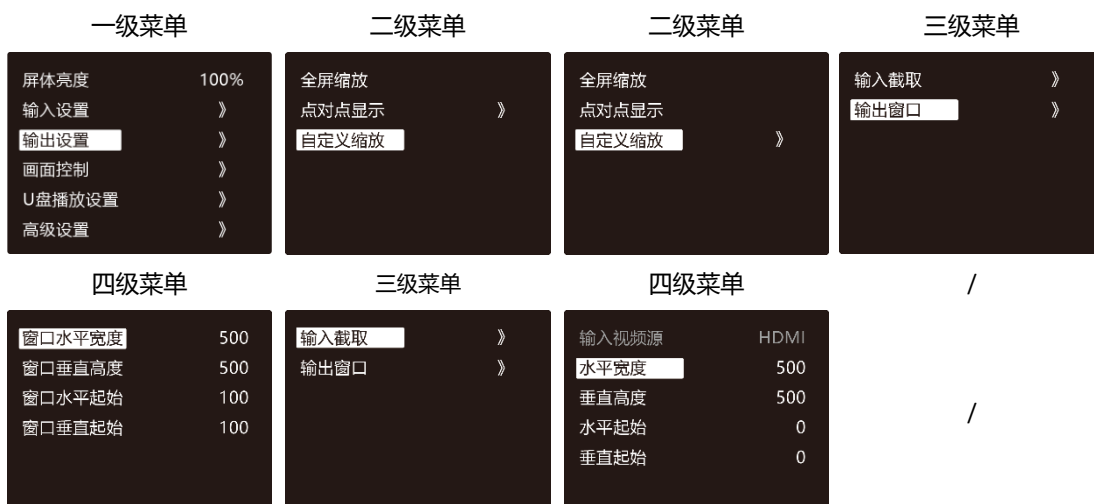 一级菜单
屏体亮度 100%
输入设置 》
输出设置 》
画面控制 》
U盘播放设置 》
高级设置 》
二级菜单
全屏缩放
点对点显示 》
自定义缩放
二级菜单
全屏缩放
点对点显示
自定义缩放 》
三级菜单
输入截取 》
输出窗口 》
四级菜单
窗口水平宽度 500
窗口垂直高度 500
窗口水平起始 100
窗口垂直起始 100
三级菜单
输入截取 》
输出窗口 》
四级菜单
输入视频源 HDMI
水平宽度 500
垂直高度 500
水平起始 0
垂直起始 0
/
/